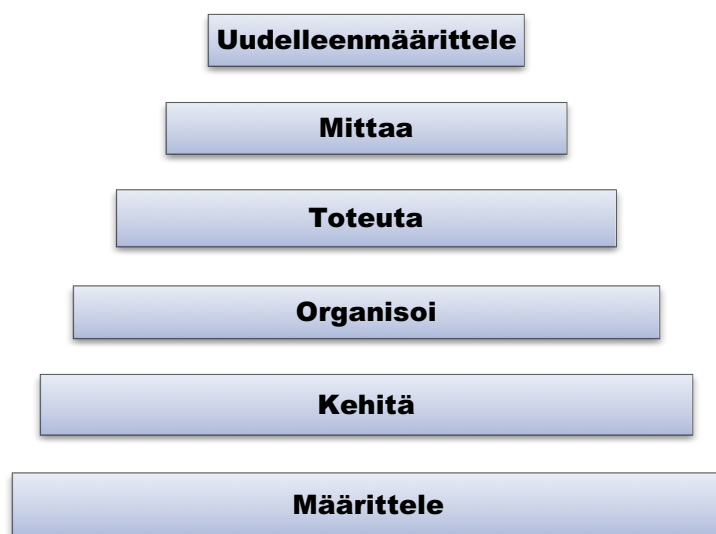 Uudelleenmäärittele
Mittaa
Toteuta
Organisoi
Kehitä
Määrittele